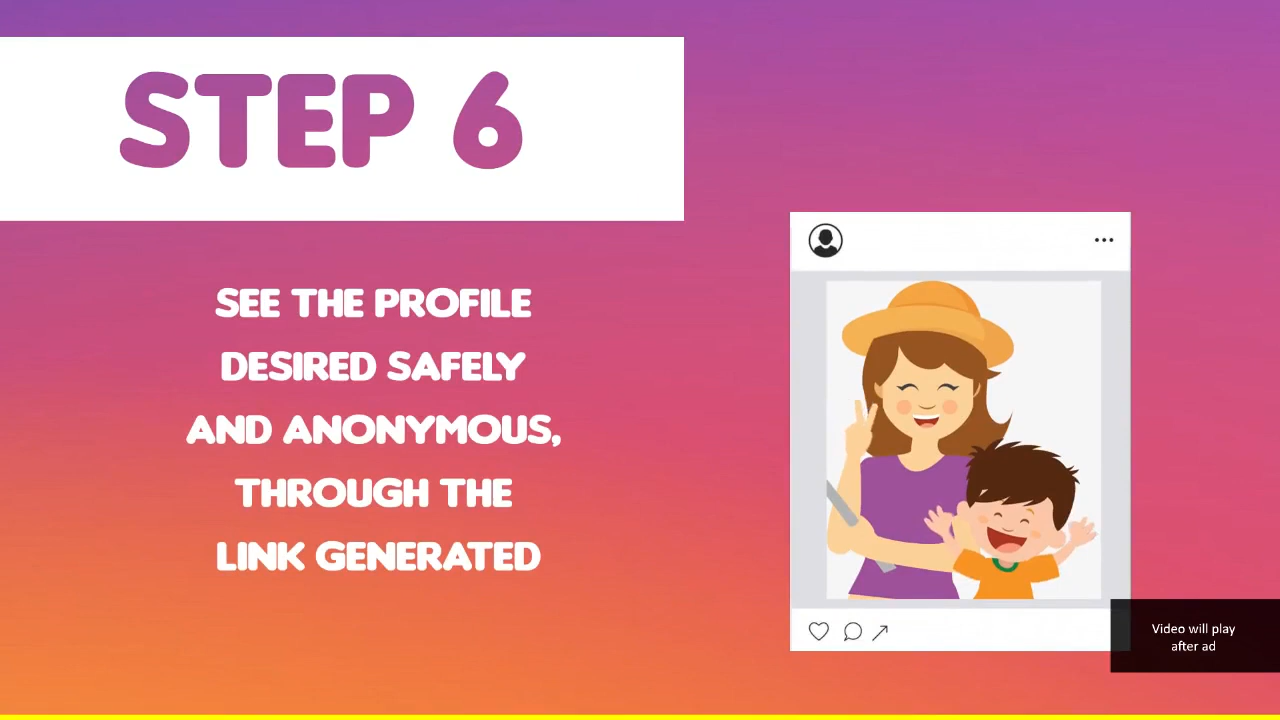 STEP 6
SEE THE PROFILE
DESIRED SAFELY
AND ANONYMOUS,
THROUGH THE
LINK GENERATED
Video will play
after ad